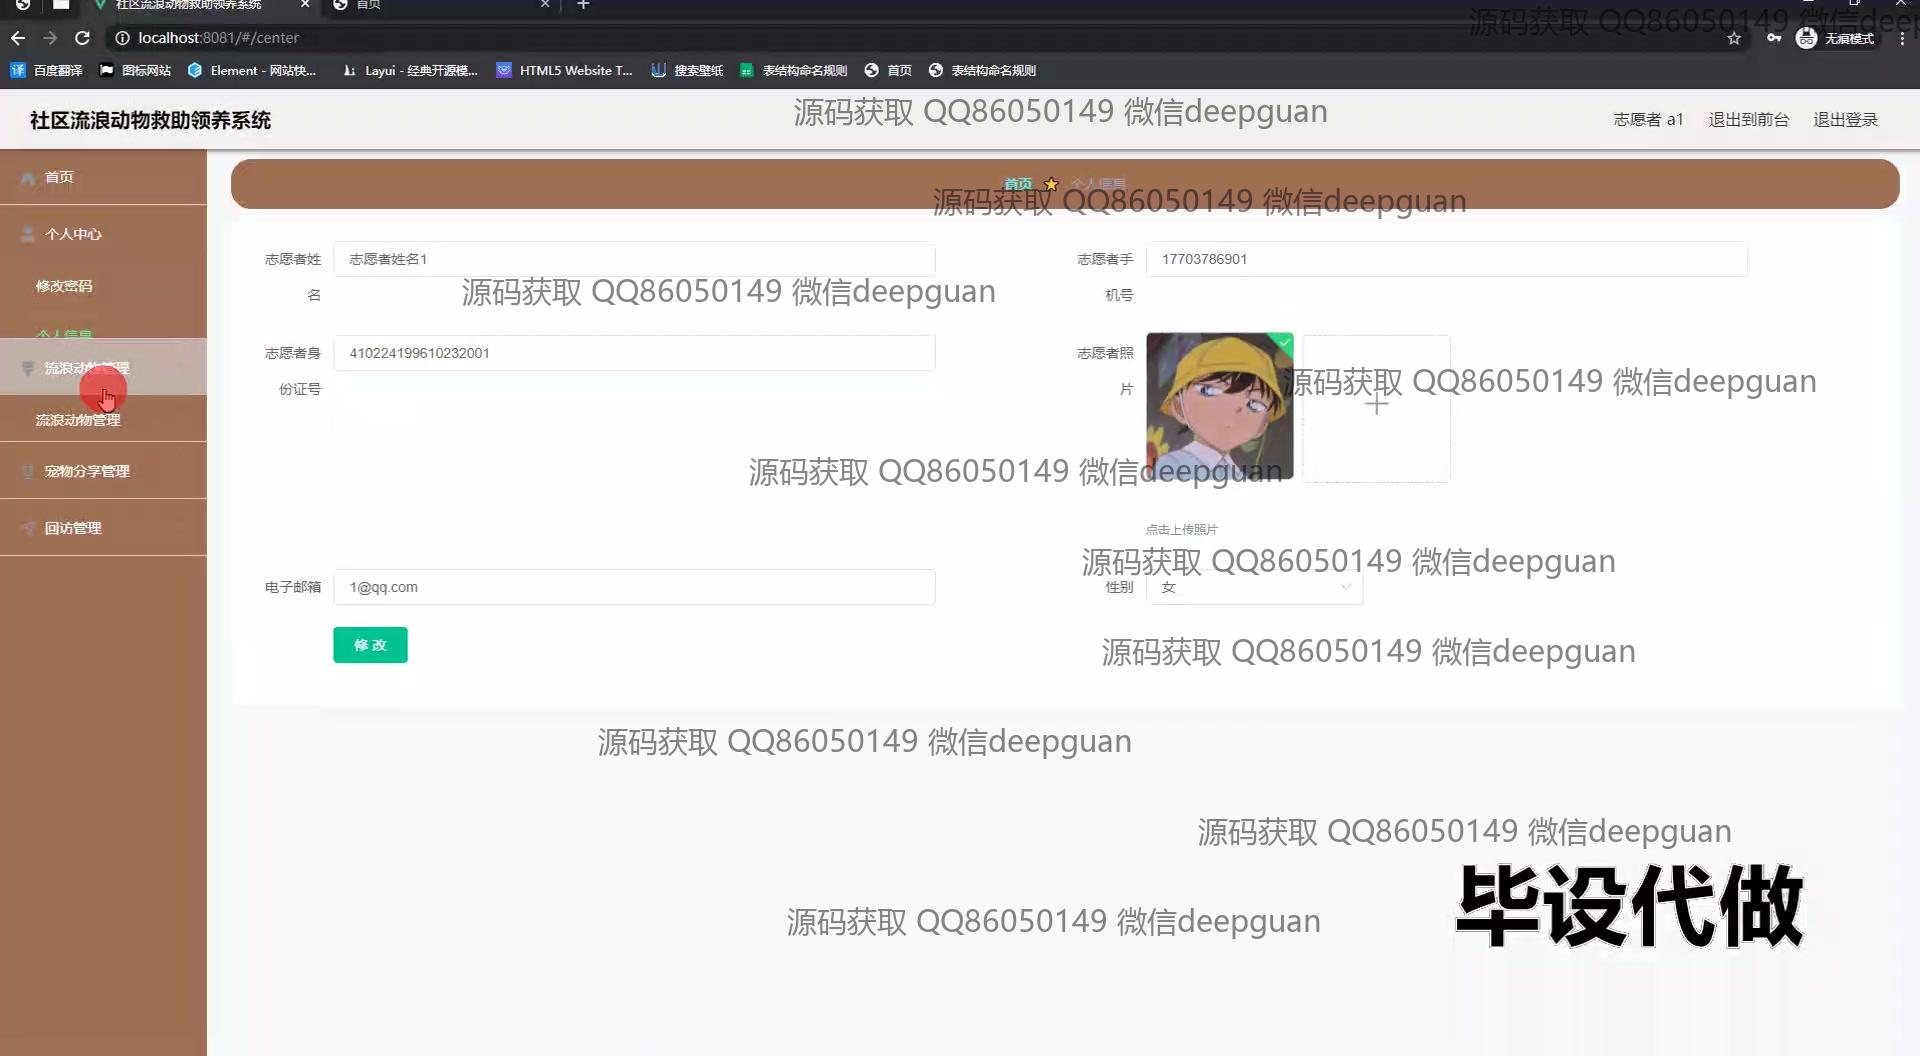 社区流浪动物救助领养系统
首页
localhost:8081/#/center
无痕模式
百度翻译 图标网站 Element - 网站快... Layui - 经典开源模... HTML5 Website T... 搜索壁纸 表结构命名规则 首页 表结构命名规则
源码获取 QQ86050149 微信deep
社区流浪动物救助领养系统
源码获取 QQ86050149 微信deepguan
志愿者 a1 退出到前台 退出登录
首页
个人中心
修改密码
个人信息
流浪动物管理
流浪动物管理
宠物分享管理
回访管理
首页 个人信息
源码获取 QQ86050149 微信deepguan
志愿者姓名
志愿者姓名1
志愿者手机号
17703786901
源码获取 QQ86050149 微信deepguan
志愿者身份证号
410224199610232001
志愿者照片
源码获取 QQ86050149 微信deepguan
源码获取 QQ86050149 微信deepguan
点击上传照片
源码获取 QQ86050149 微信deepguan
电子邮箱
1@qq.com
性别
女
修改
源码获取 QQ86050149 微信deepguan
源码获取 QQ86050149 微信deepguan
源码获取 QQ86050149 微信deepguan
毕设代做
源码获取 QQ86050149 微信deepguan